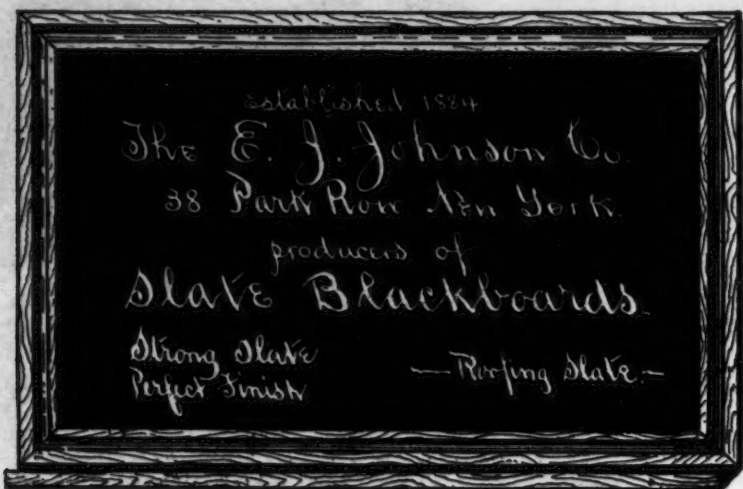 Established 1884
The E. J. Johnson Co.
38 Park Row New York.
producers of
Slate Blackboards.
Strong Slate
Perfect Finish
— Roofing Slate. —